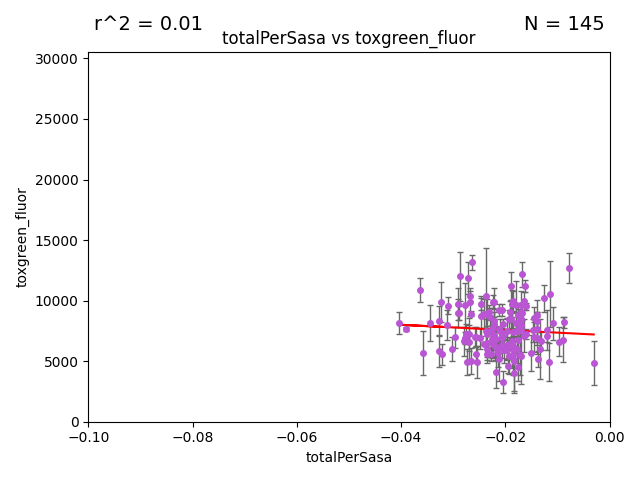 r^2 = 0.01
N = 145
totalPerSasa vs toxgreen_fluor
30000
25000
20000
15000
10000
5000
0
toxgreen_fluor
−0.10
−0.08
−0.06
−0.04
−0.02
0.00
totalPerSasa